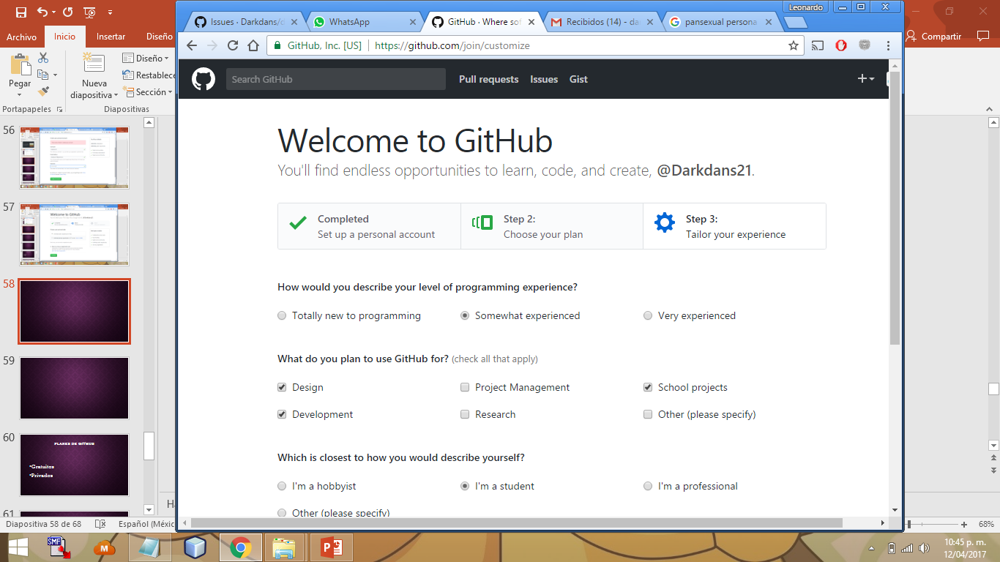 Leonardo
Issues · Darkdans/d
WhatsApp
GitHub · Where sof
Recibidos (14) - da
pansexual persona
GitHub, Inc. [US]
https://github.com/join/customize
Search GitHub
Pull requests
Issues
Gist
Welcome to GitHub
You'll find endless opportunities to learn, code, and create, @Darkdans21.
Completed
Set up a personal account
Step 2:
Choose your plan
Step 3:
Tailor your experience
How would you describe your level of programming experience?
Totally new to programming
Somewhat experienced
Very experienced
What do you plan to use GitHub for? (check all that apply)
Design
Project Management
School projects
Development
Research
Other (please specify)
Which is closest to how you would describe yourself?
I'm a hobbyist
I'm a student
I'm a professional
Other (please specify)
Archivo
Inicio
Insertar
Diseño
Compartir
Pegar
Nueva
diapositiva
Diseño
Restablece
Sección
Portapapeles
Diapositivas
56
57
Welcome to GitHub
58
59
60
PLANES DE GITHUB
•Gratuitos
•Privados
61
Ha
Diapositiva 58 de 68
Español (Méxic
68%
SMF
10:45 p. m.
12/04/2017